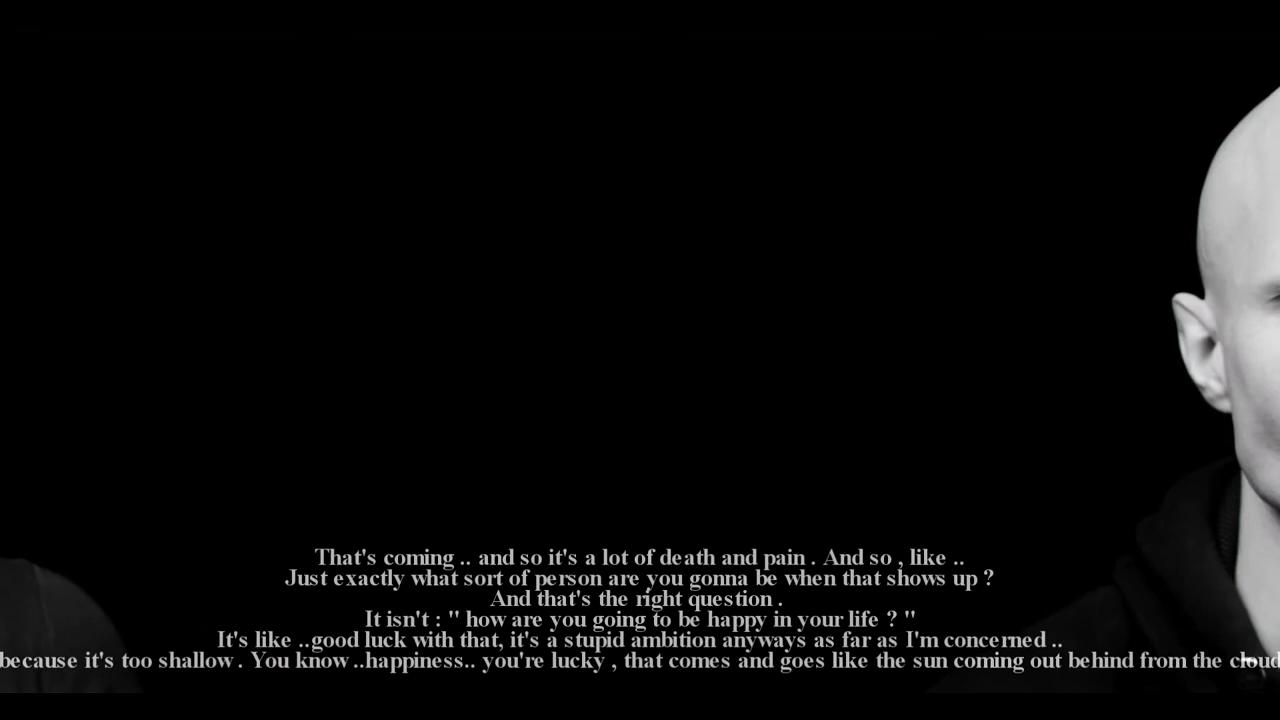 That's coming .. and so it's a lot of death and pain . And so , like ..
Just exactly what sort of person are you gonna be when that shows up ?
And that's the right question .
It isn't : " how are you going to be happy in your life ? "
It's like ..good luck with that, it's a stupid ambition anyways as far as I'm concerned ..
because it's too shallow . You know ..happiness.. you're lucky , that comes and goes like the sun coming out behind from the cloud